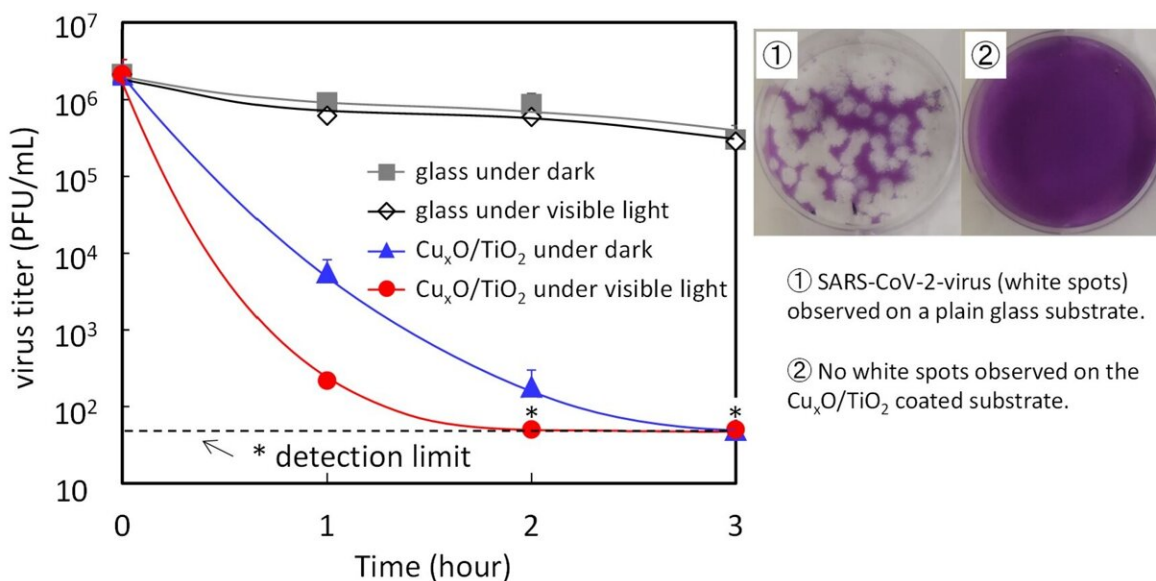 10⁷
10⁶
10⁵
10⁴
10³
10²
10
virus titer (PFU/mL)
glass under dark
glass under visible light
CuₓO/TiO₂ under dark
CuₓO/TiO₂ under visible light
* *
* detection limit
0 1 2 3
Time (hour)
① ②
① SARS-CoV-2-virus (white spots)
observed on a plain glass substrate.
② No white spots observed on the
CuₓO/TiO₂ coated substrate.